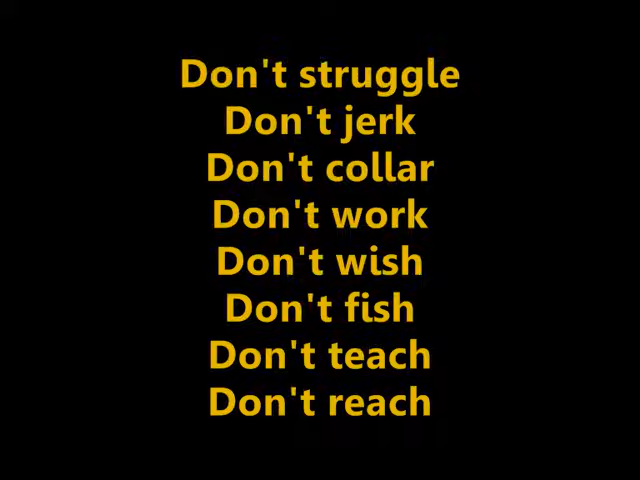 Don't struggle
Don't jerk
Don't collar
Don't work
Don't wish
Don't fish
Don't teach
Don't reach